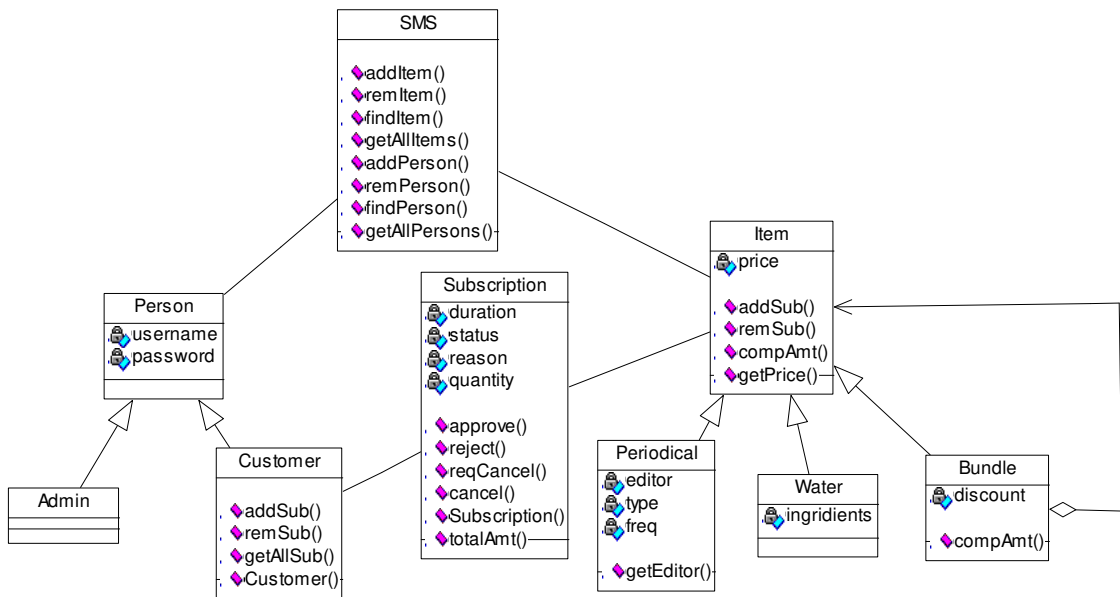 SMS
addItem()
remItem()
findItem()
getAllItems()
addPerson()
remPerson()
findPerson()
getAllPersons()
Person
username
password
Subscription
duration
status
reason
quantity
approve()
reject()
reqCancel()
cancel()
Subscription()
totalAmt()
Item
price
addSub()
remSub()
compAmt()
getPrice()
Admin
Customer
addSub()
remSub()
getAllSub()
Customer()
Periodical
editor
type
freq
getEditor()
Water
ingridients
Bundle
discount
compAmt()